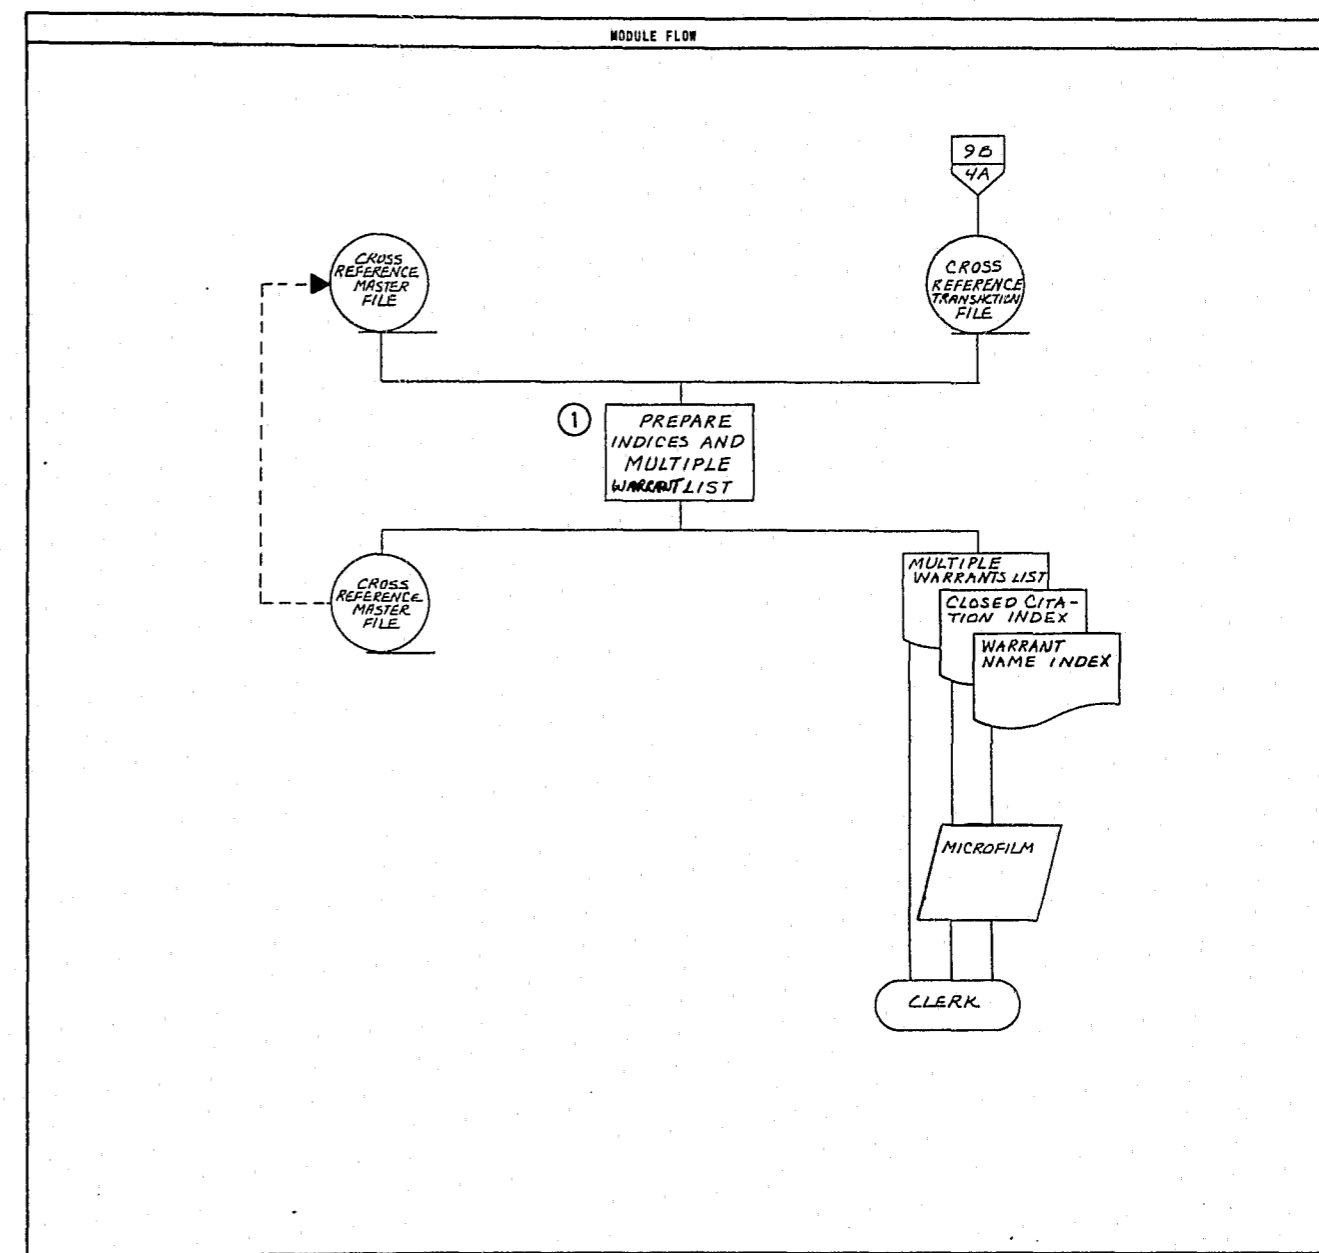 MODULE FLOW
9B
4A
CROSS
REFERENCE
MASTER
FILE
CROSS
REFERENCE
TRANSACTION
FILE
1
PREPARE
INDICES AND
MULTIPLE
WARRANT LIST
CROSS
REFERENCE
MASTER
FILE
MULTIPLE
WARRANTS LIST
CLOSED CITA-
TION INDEX
WARRANT
NAME INDEX
MICROFILM
CLERK